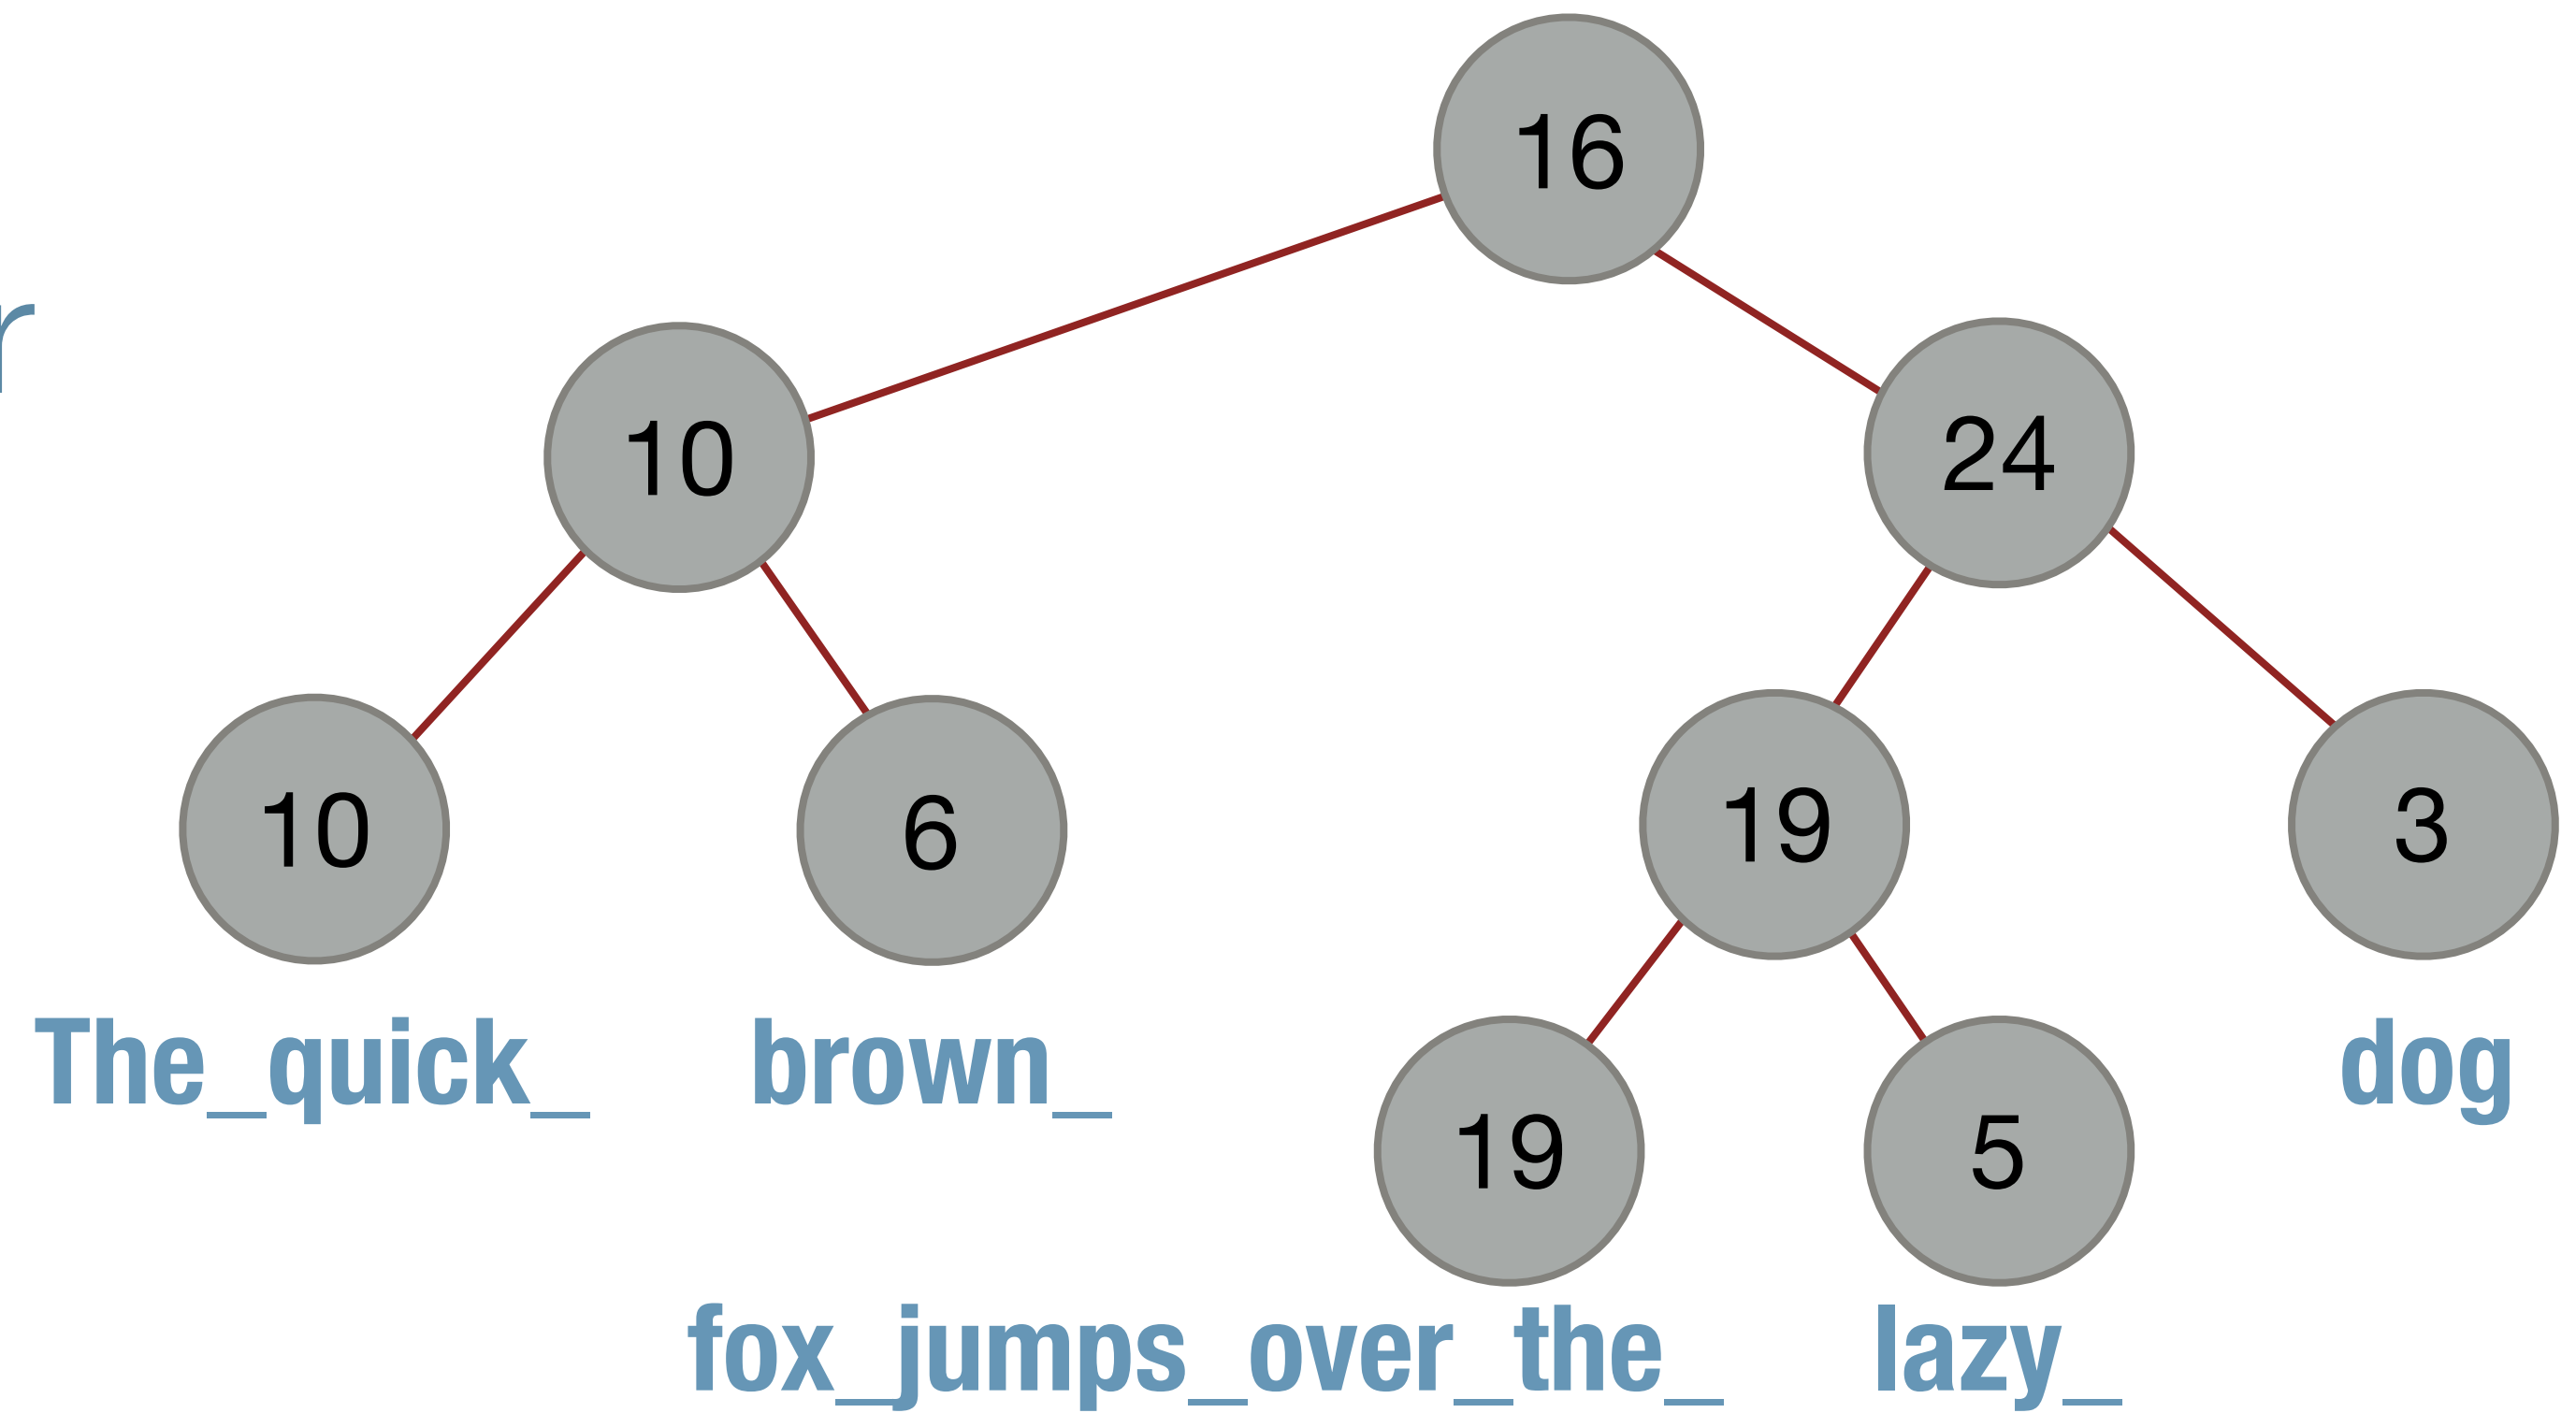 16
r
10 24
10 6 19 3
The_quick_ brown_ dog
19 5
fox_jumps_over_the_ lazy_